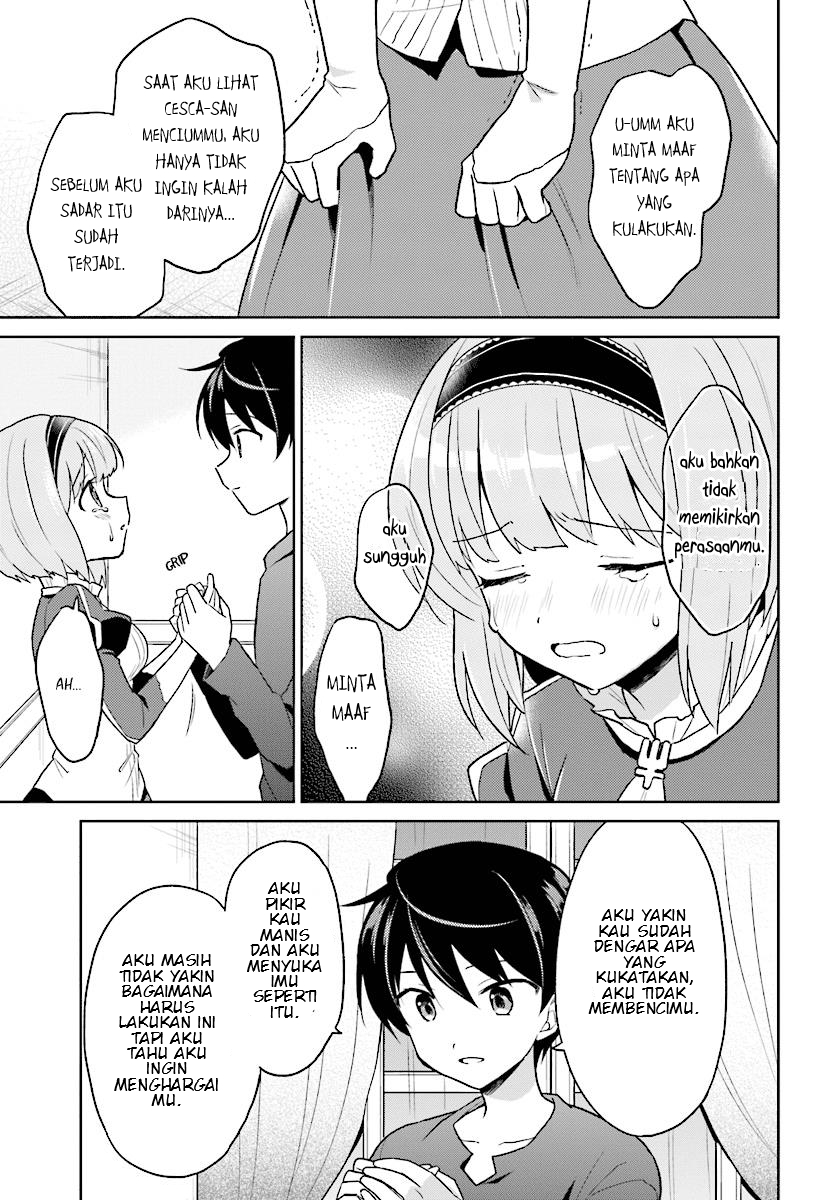 U-UMM AKU
MINTA MAAF
TENTANG APA
YANG
KULAKUKAN.
SAAT AKU LIHAT
CESCA-SAN
MENCIUMMU, AKU
HANYA TIDAK
INGIN KALAH
DARINYA...
SEBELUM AKU
SADAR ITU
SUDAH
TERJADI.
aku bahkan
tidak
memikirkan
perasaanmu.
aku
sungguh
MINTA
MAAF
...
GRIP
AH...
AKU YAKIN
KAU SUDAH
DENGAR APA
YANG
KUKATAKAN,
AKU TIDAK
MEMBENCIMU.
AKU
PIKIR
KAU
MANIS
DAN AKU
MENYUKA
IMU
SEPERTI
ITU.
AKU MASIH
TIDAK YAKIN
BAGAIMANA
HARUS
LAKUKAN INI
TAPI AKU
TAHU AKU
INGIN
MENGHARGAI
MU.